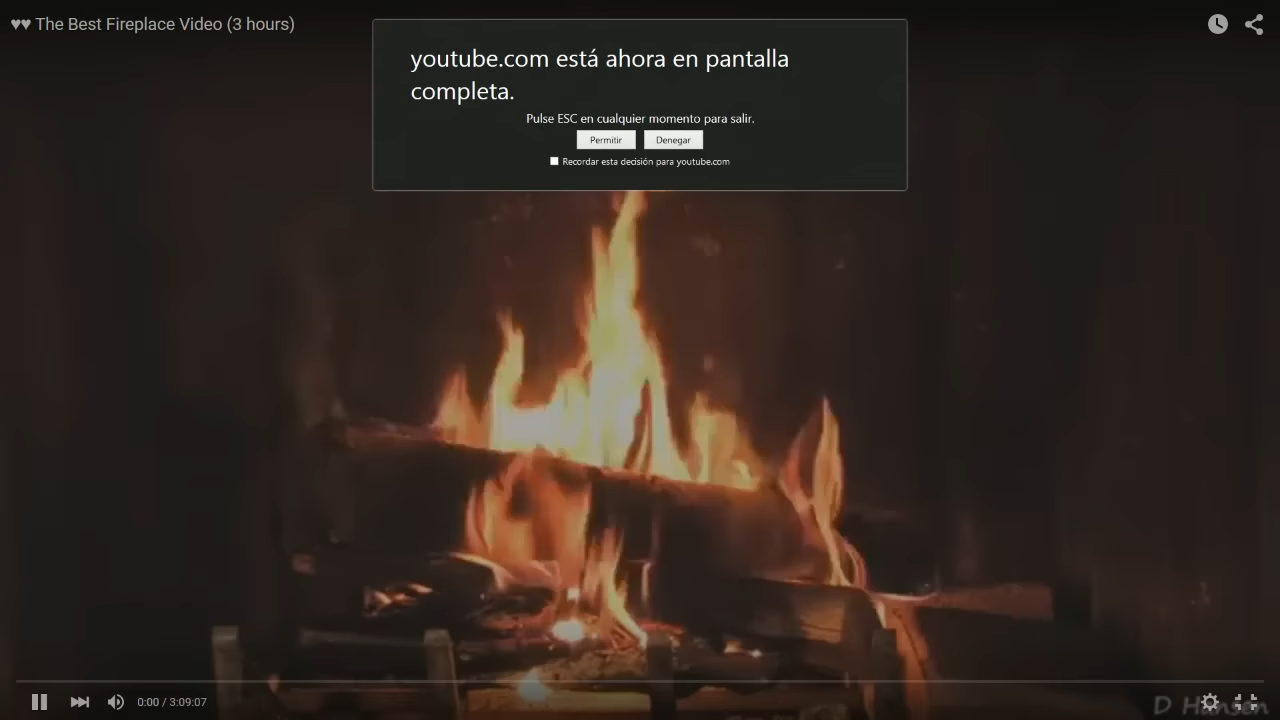 ♥♥ The Best Fireplace Video (3 hours)
youtube.com está ahora en pantalla
completa.
Pulse ESC en cualquier momento para salir.
Permitir Denegar
Recordar esta decisión para youtube.com
0:00 / 3:09:07
D Hansen